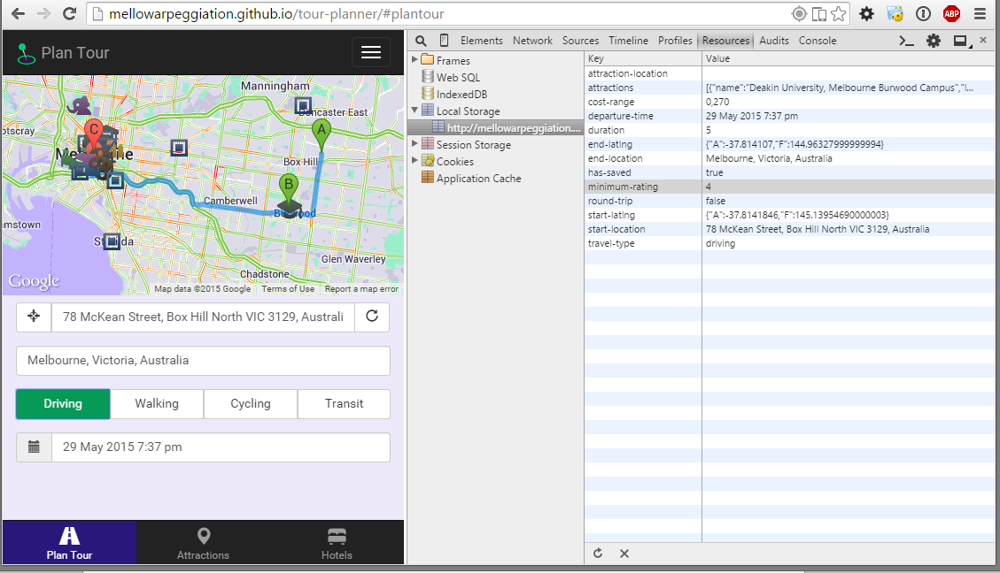 mellowarpeggiation.github.io/tour-planner/#plantour
ABP
Plan Tour
Manningham
Doncaster East
otscray
A
C
Box Hill
B
Camberwell
amstown
Glen Waverley
Chadstone
Google
Map data ©2015 Google
Terms of Use
Report a map error
78 McKean Street, Box Hill North VIC 3129, Australi
Melbourne, Victoria, Australia
Driving
Walking
Cycling
Transit
29 May 2015 7:37 pm
Plan Tour
Attractions
Hotels
Elements Network Sources Timeline Profiles Resources Audits Console
Frames
Web SQL
IndexedDB
Local Storage
http://mellowarpeggiation....
Session Storage
Cookies
Application Cache
Key Value
attraction-location
attractions [{"name":"Deakin University, Melbourne Burwood Campus","l...
cost-range 0,270
departure-time 29 May 2015 7:37 pm
duration 5
end-latlng {"A":-37.814107,"F":144.96327999999994}
end-location Melbourne, Victoria, Australia
has-saved true
minimum-rating 4
round-trip false
start-latlng {"A":-37.8141846,"F":145.13954690000003}
start-location 78 McKean Street, Box Hill North VIC 3129, Australia
travel-type driving